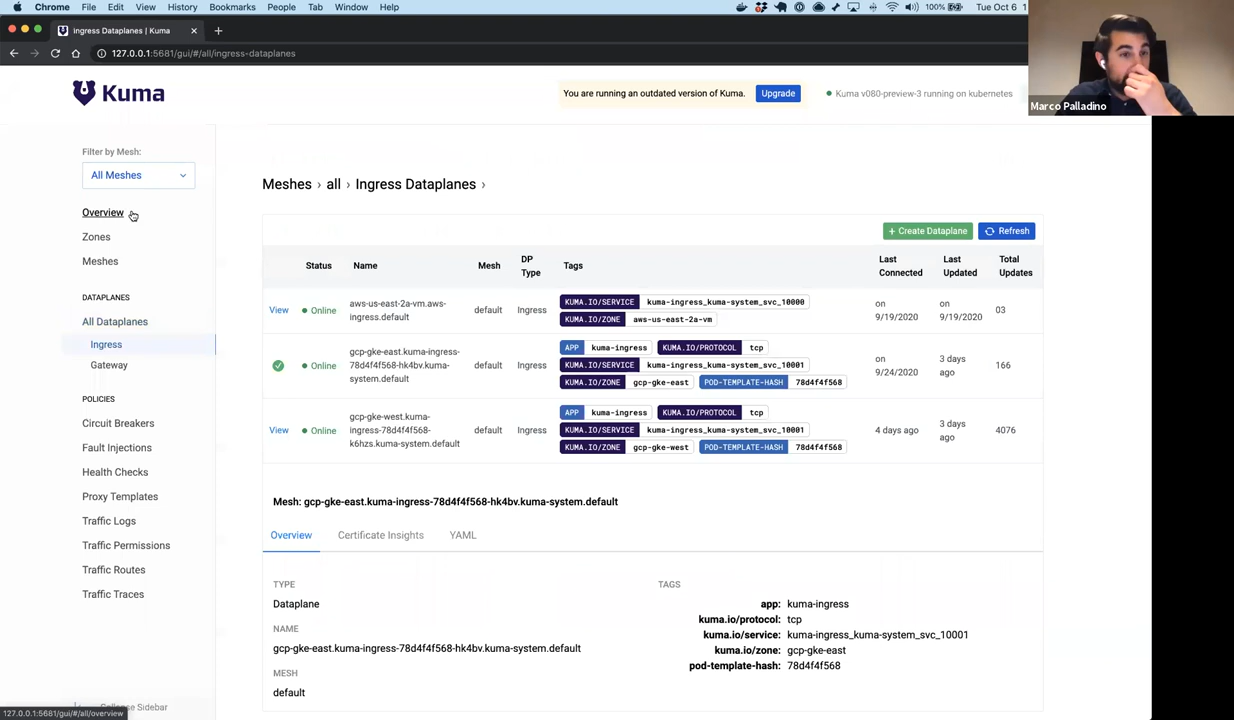 Chrome File Edit View History Bookmarks People Tab Window Help
100% Tue Oct 6 1
Ingress Dataplanes | Kuma
127.0.0.1:5681/gui/#/all/ingress-dataplanes
Kuma
You are running an outdated version of Kuma. Upgrade
Kuma v080-preview-3 running on kubernetes
Marco Palladino
Filter by Mesh:
All Meshes
Overview
Zones
Meshes
DATAPLANES
All Dataplanes
Ingress
Gateway
POLICIES
Circuit Breakers
Fault Injections
Health Checks
Proxy Templates
Traffic Logs
Traffic Permissions
Traffic Routes
Traffic Traces
Collapse Sidebar
127.0.0.1:5681/gui/#/all/overview
Meshes › all › Ingress Dataplanes ›
+ Create Dataplane Refresh
Status Name Mesh DP Type Tags Last Connected Last Updated Total Updates
View Online aws-us-east-2a-vm.aws-ingress.default default Ingress KUMA.IO/SERVICE kuma-ingress_kuma-system_svc_10000 KUMA.IO/ZONE aws-us-east-2a-vm on 9/19/2020 on 9/19/2020 03
Online gcp-gke-east.kuma-ingress-78d4f4f568-hk4bv.kuma-system.default default Ingress APP kuma-ingress KUMA.IO/PROTOCOL tcp KUMA.IO/SERVICE kuma-ingress_kuma-system_svc_10001 KUMA.IO/ZONE gcp-gke-east POD-TEMPLATE-HASH 78d4f4f568 on 9/24/2020 3 days ago 166
View Online gcp-gke-west.kuma-ingress-78d4f4f568-k6hzs.kuma-system.default default Ingress APP kuma-ingress KUMA.IO/PROTOCOL tcp KUMA.IO/SERVICE kuma-ingress_kuma-system_svc_10001 KUMA.IO/ZONE gcp-gke-west POD-TEMPLATE-HASH 78d4f4f568 4 days ago 3 days ago 4076
Mesh: gcp-gke-east.kuma-ingress-78d4f4f568-hk4bv.kuma-system.default
Overview Certificate Insights YAML
TYPE
Dataplane
NAME
gcp-gke-east.kuma-ingress-78d4f4f568-hk4bv.kuma-system.default
MESH
default
TAGS
app: kuma-ingress
kuma.io/protocol: tcp
kuma.io/service: kuma-ingress_kuma-system_svc_10001
kuma.io/zone: gcp-gke-east
pod-template-hash: 78d4f4f568